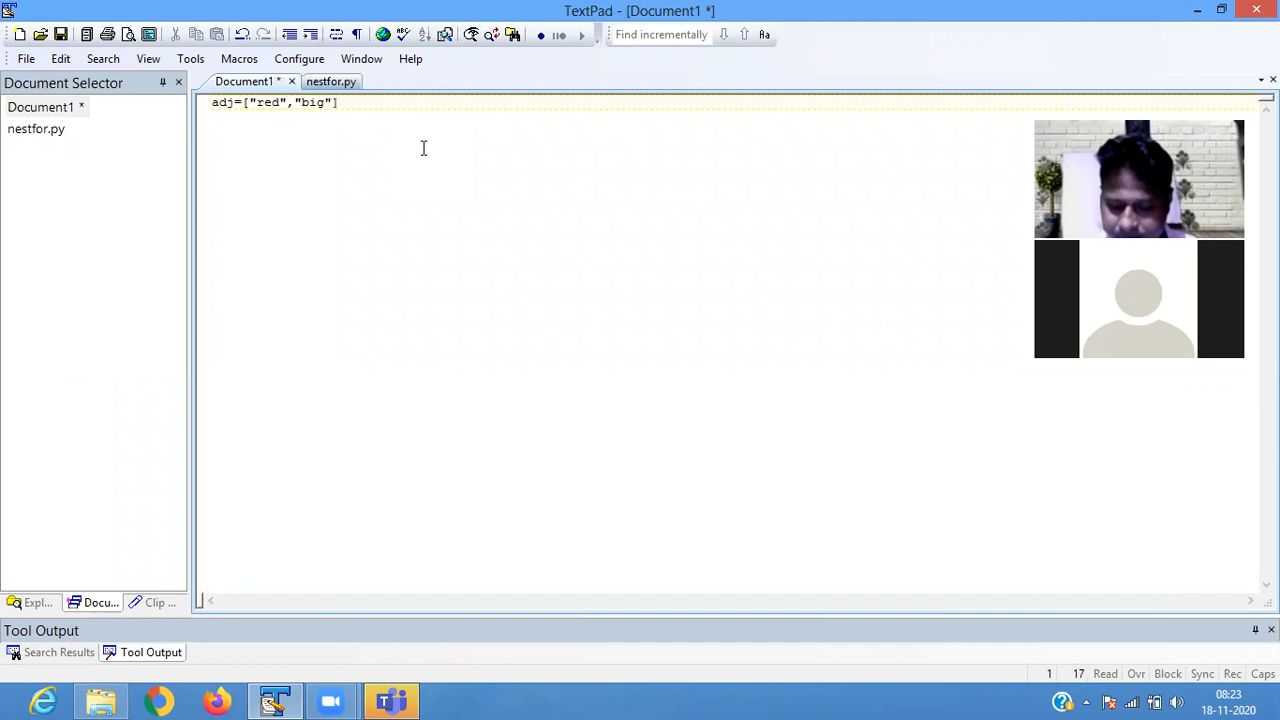 TextPad - [Document1 *]
Find incrementally
Aa
File Edit Search View Tools Macros Configure Window Help
Document Selector
Document1 *
nestfor.py
Document1 *
nestfor.py
adj=["red","big"]
Expl...
Docu...
Clip ...
Tool Output
Search Results
Tool Output
1 17 Read Ovr Block Sync Rec Caps
08:23
18-11-2020